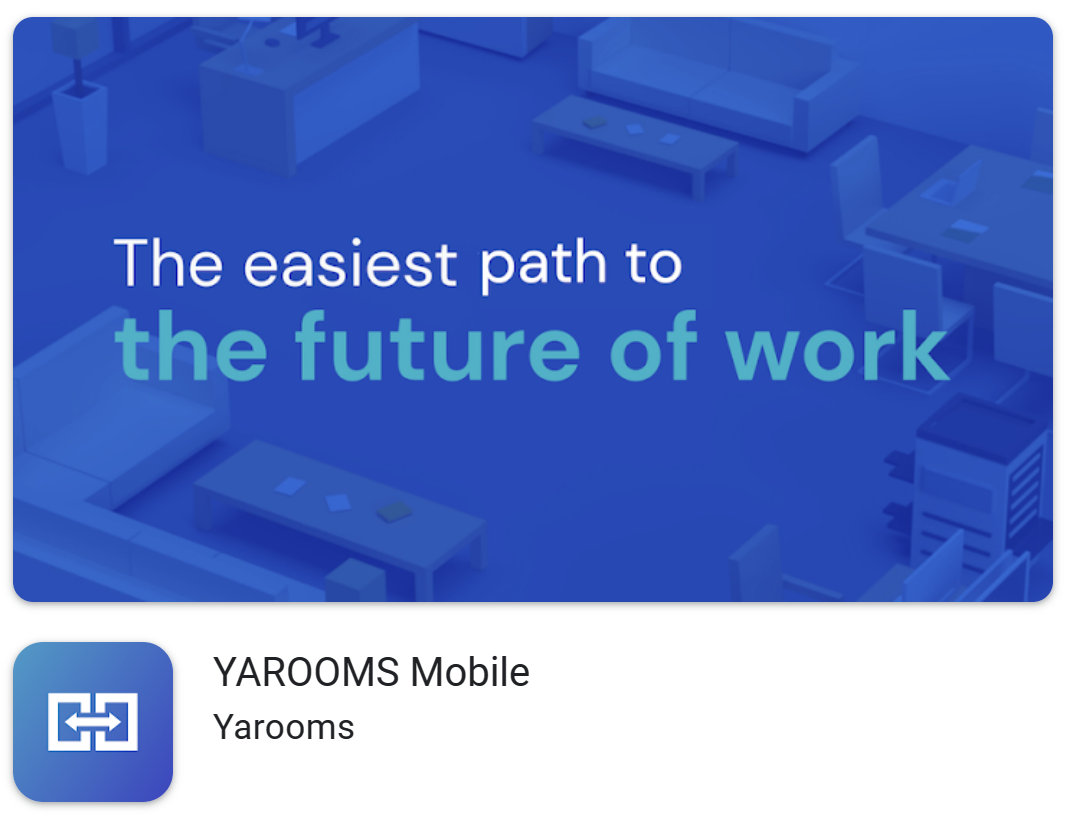 The easiest path to
the future of work
YAROOMS Mobile
Yarooms